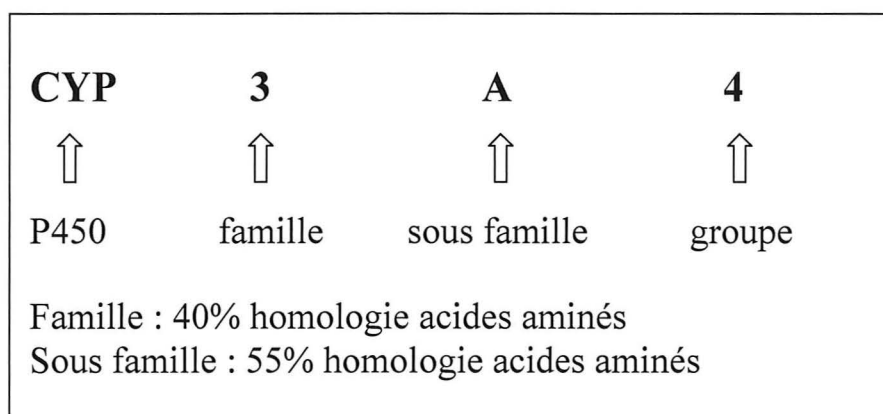 CYP 3 A 4
P450 famille sous famille groupe
Famille : 40% homologie acides aminés
Sous famille : 55% homologie acides aminés